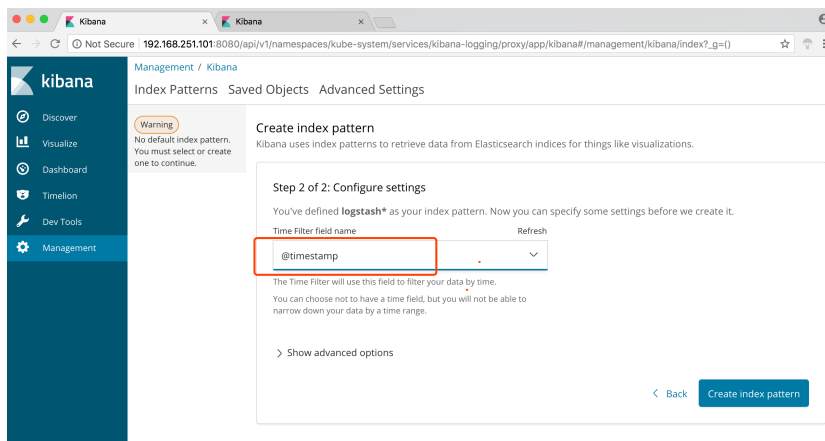 Kibana
Kibana
Not Secure 192.168.251.101:8080/api/v1/namespaces/kube-system/services/kibana-logging/proxy/app/kibana#/management/kibana/index?_g=()
kibana
Discover
Visualize
Dashboard
Timelion
Dev Tools
Management
Management / Kibana
Index Patterns Saved Objects Advanced Settings
Warning
No default index pattern.
You must select or create
one to continue.
Create index pattern
Kibana uses index patterns to retrieve data from Elasticsearch indices for things like visualizations.
Step 2 of 2: Configure settings
You've defined logstash* as your index pattern. Now you can specify some settings before we create it.
Time Filter field name Refresh
@timestamp
The Time Filter will use this field to filter your data by time.
You can choose not to have a time field, but you will not be able to
narrow down your data by a time range.
Show advanced options
Back Create index pattern